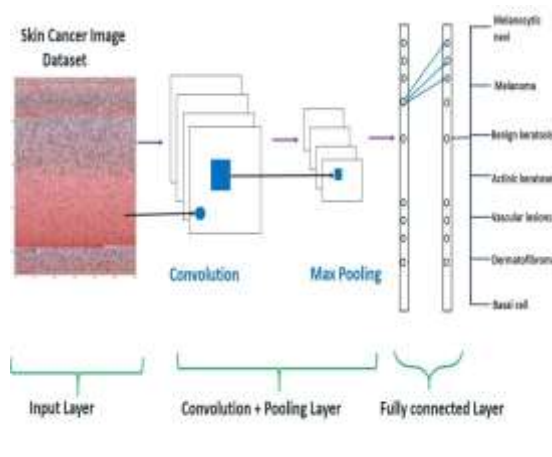 Skin Cancer Image
Dataset
Convolution
Max Pooling
Melanocytic
nevi
Melanoma
Benign keratosis
Actinic keratoses
Vascular lesions
Dermatofibroma
Basal cell
Input Layer
Convolution + Pooling Layer
Fully connected Layer